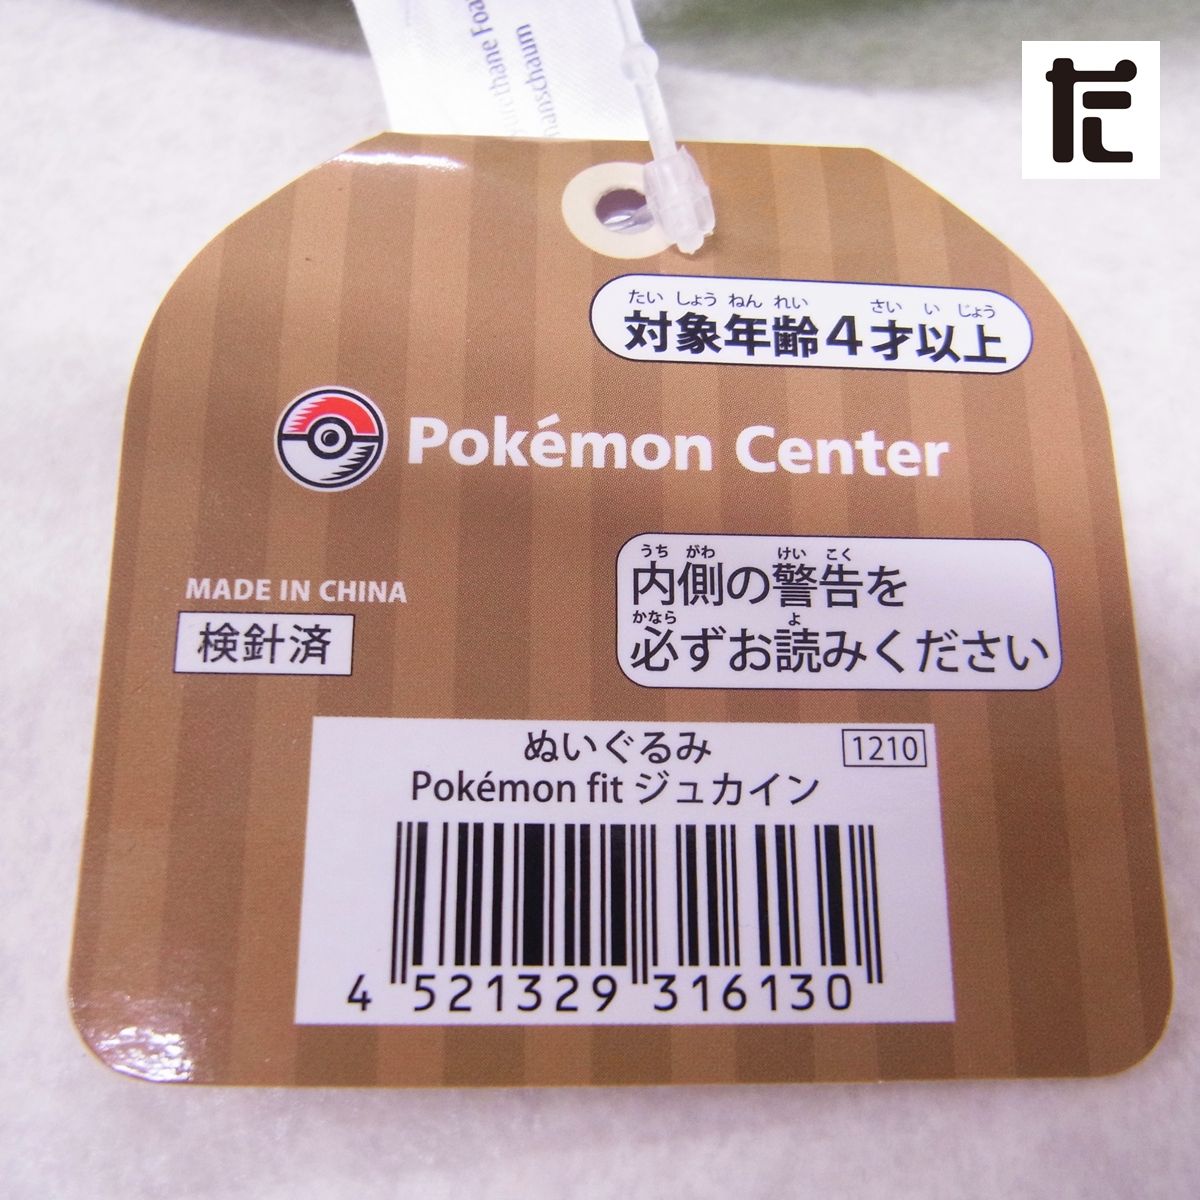 thane Foa
hanschaum
たい しょう ねん れい さい い じょう
対象年齢4才以上
Pokémon Center
うち がわ けい こく
内側の警告を
かなら よ
必ずお読みください
MADE IN CHINA
検針済
ぬいぐるみ
1210
Pokémon fit ジュカイン
4 521329 316130